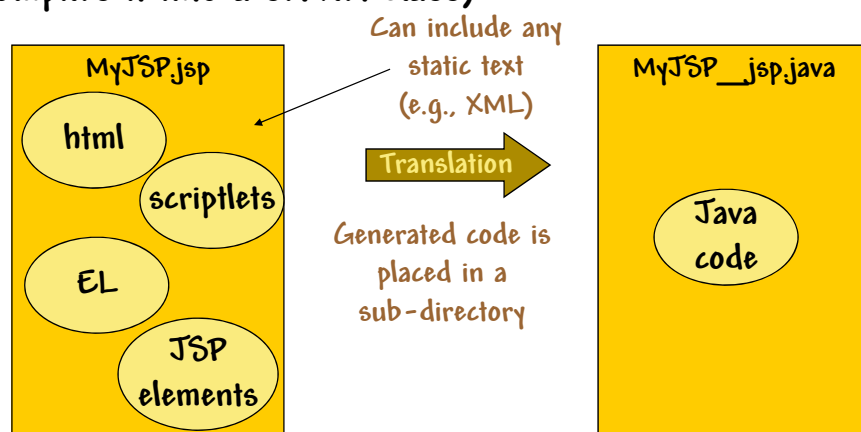 Can include any
static text
(e.g., XML)
MyJSP.jsp
html
scriptlets
EL
JSP
elements
Translation
Generated code is
placed in a
sub-directory
MyJSP__jsp.java
Java
code